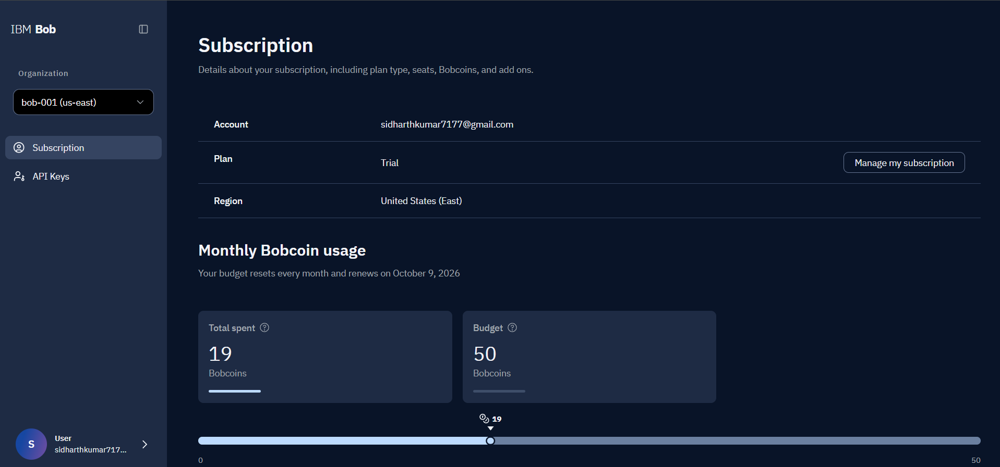 IBM Bob
Organization
bob-001 (us-east)
Subscription
API Keys
S
User
sidharthkumar717...
Subscription
Details about your subscription, including plan type, seats, Bobcoins, and add ons.
Account
sidharthkumar7177@gmail.com
Plan
Trial
Manage my subscription
Region
United States (East)
Monthly Bobcoin usage
Your budget resets every month and renews on October 9, 2026
Total spent ?
19
Bobcoins
Budget ?
50
Bobcoins
19
0
50